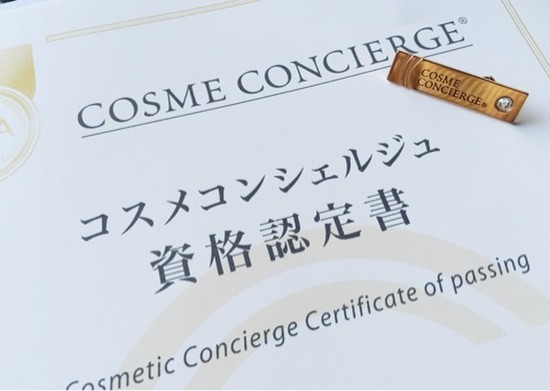 COSME CONCIERGE®
COSME
CONCIERGE®
コスメコンシェルジュ
資格認定書
Cosmetic Concierge Certificate of passing